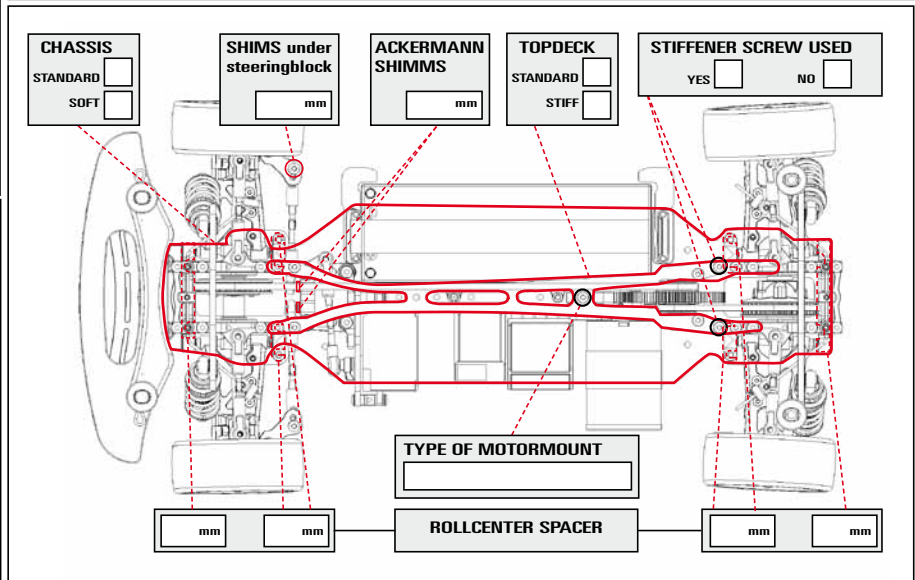 CHASSIS
STANDARD
SOFT
SHIMS under
steeringblock
mm
ACKERMANN
SHIMMS
mm
TOPDECK
STANDARD
STIFF
STIFFENER SCREW USED
YES NO
TYPE OF MOTORMOUNT
mm mm ROLLCENTER SPACER mm mm